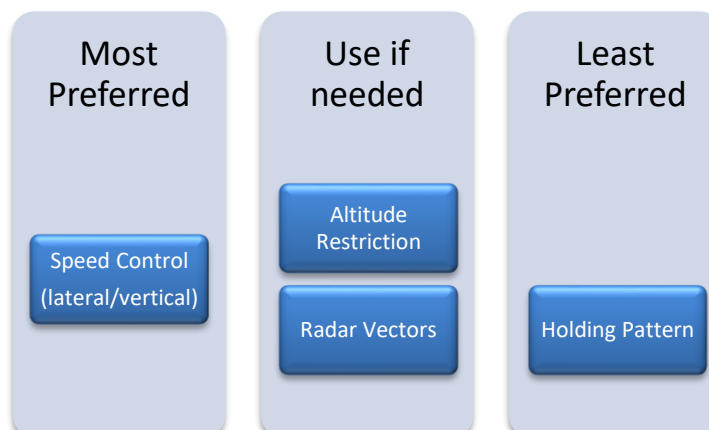 Most
Preferred
Speed Control
(lateral/vertical)
Use if
needed
Altitude
Restriction
Radar Vectors
Least
Preferred
Holding Pattern